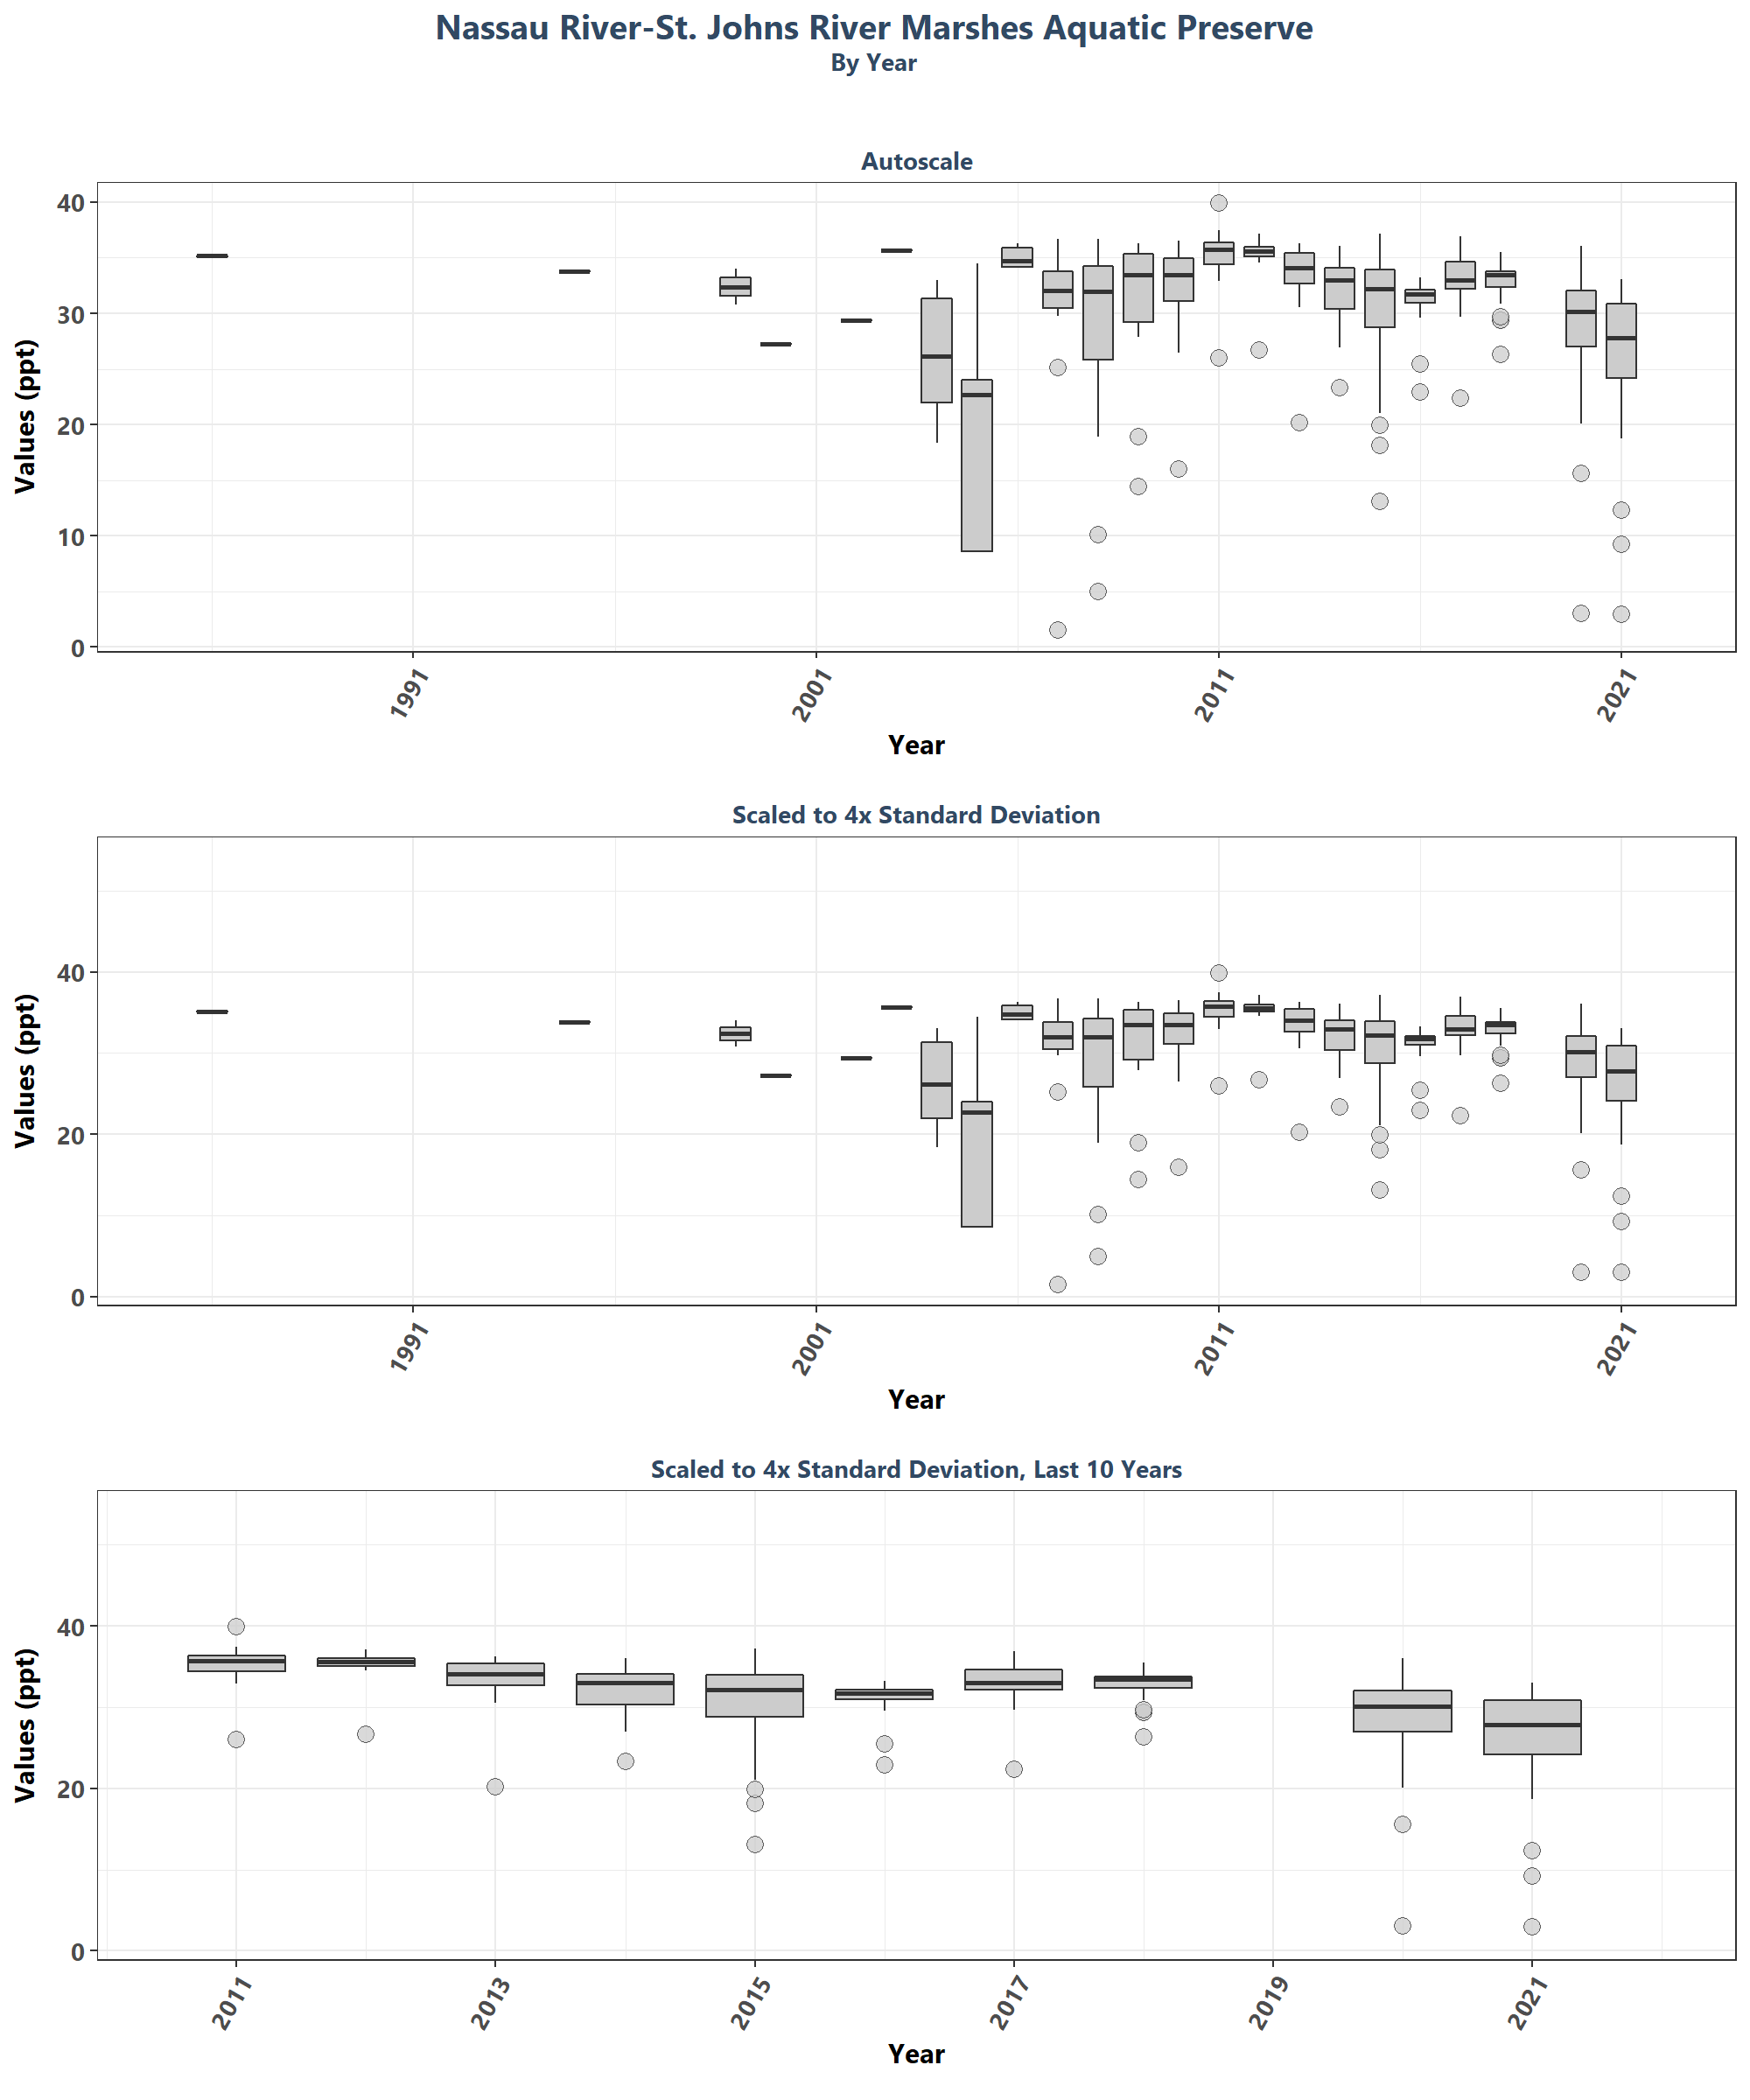 Nassau River-St. Johns River Marshes Aquatic Preserve
By Year
Autoscale
Values (ppt)
40
30
20
10
0
1991 2001 2011 2021
Year
Scaled to 4x Standard Deviation
Values (ppt)
40
20
0
1991 2001 2011 2021
Year
Scaled to 4x Standard Deviation, Last 10 Years
Values (ppt)
40
20
0
2011 2013 2015 2017 2019 2021
Year